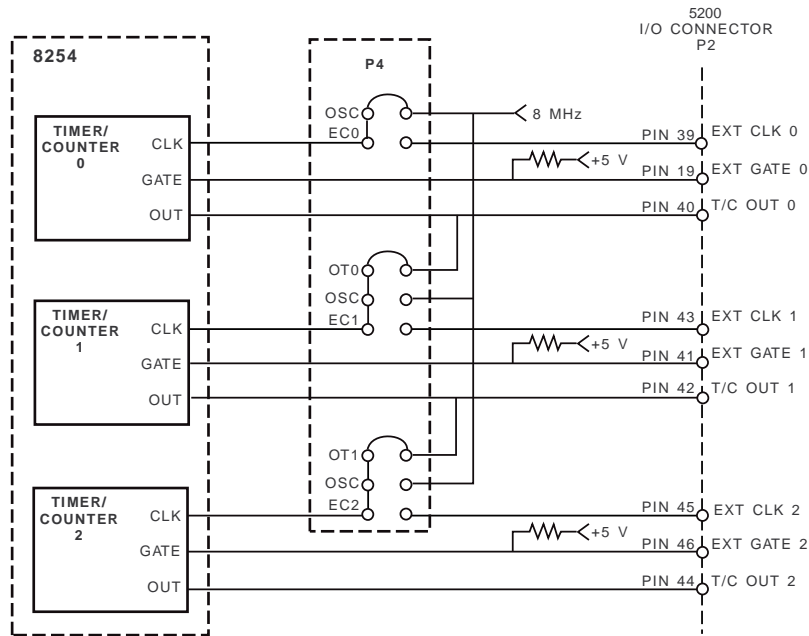 5200
I/O CONNECTOR
P2
8254
P4
OSC
8 MHz
TIMER/
COUNTER
0
CLK
EC0
PIN 39
EXT CLK 0
+5 V
GATE
PIN 19
EXT GATE 0
OUT
PIN 40
T/C OUT 0
OT0
OSC
TIMER/
COUNTER
1
CLK
EC1
PIN 43
EXT CLK 1
+5 V
GATE
PIN 41
EXT GATE 1
OUT
PIN 42
T/C OUT 1
OT1
OSC
TIMER/
COUNTER
2
CLK
EC2
PIN 45
EXT CLK 2
+5 V
GATE
PIN 46
EXT GATE 2
OUT
PIN 44
T/C OUT 2